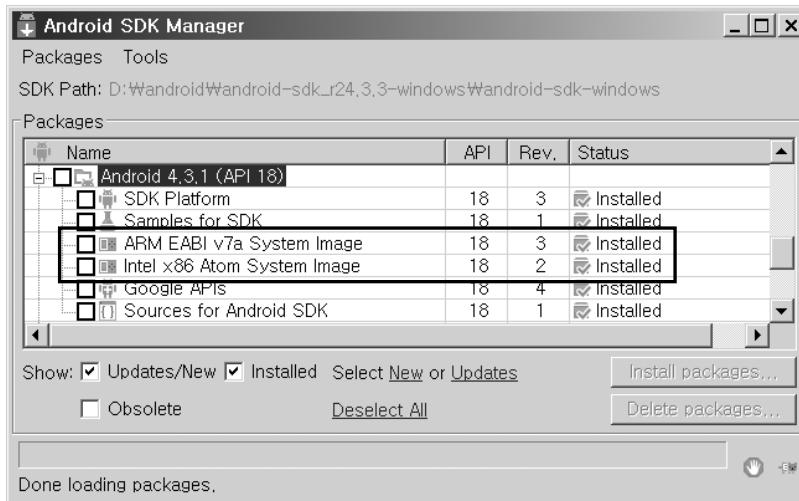 Android SDK Manager
Packages Tools
SDK Path: D:₩android₩android-sdk_r24,3,3-windows₩android-sdk-windows
Packages
Name API Rev, Status
Android 4,3,1 (API 18)
SDK Platform 18 3 Installed
Samples for SDK 18 1 Installed
ARM EABI v7a System Image 18 3 Installed
Intel x86 Atom System Image 18 2 Installed
Google APIs 18 4 Installed
Sources for Android SDK 18 1 Installed
Show: Updates/New Installed Select New or Updates Install packages,,,
Obsolete Deselect All Delete packages,,,
Done loading packages,